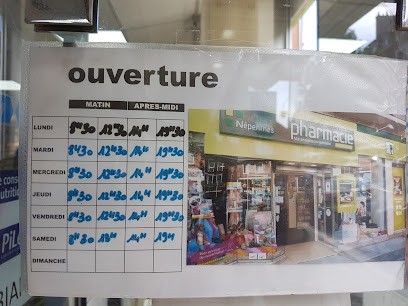 ouverture
MATIN APRES-MIDI
LUNDI 8H30 12H30 14H 19H30
MARDI 8H30 12H30 14H 19H30
MERCREDI 8H30 12H30 14H 19H30
JEUDI 8H30 12H30 14H 19H30
VENDREDI 8H30 12H30 14H 19H30
SAMEDI 8H30 13H 14H 19H
DIMANCHE
Népenthès
pharmacie